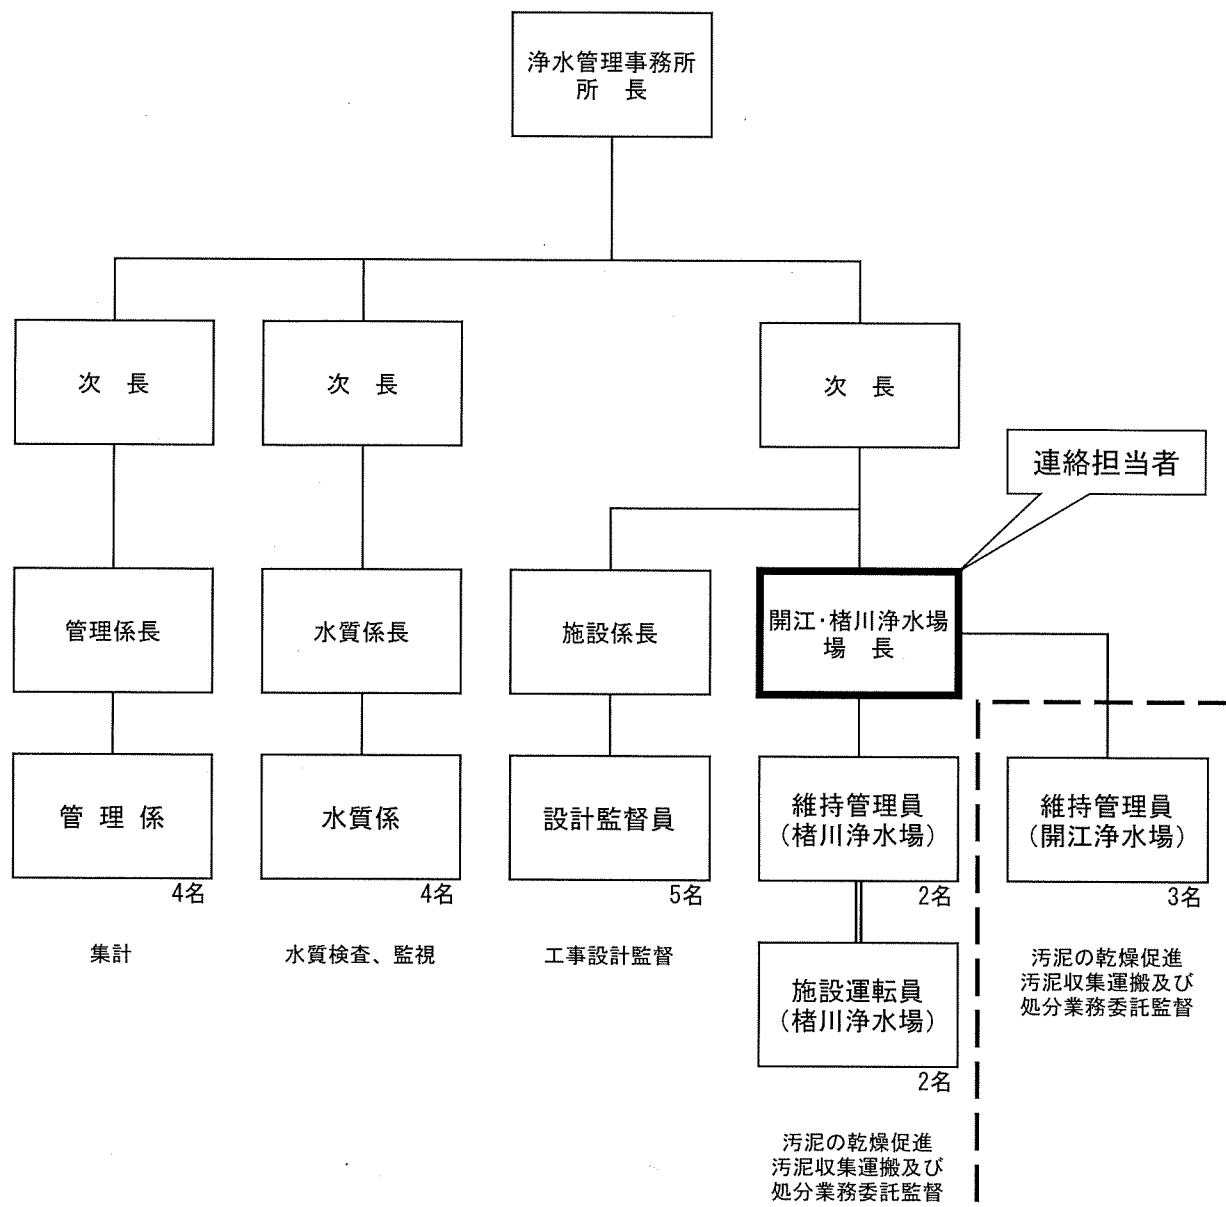 浄水管理事務所
所　長
次　長
次　長
次　長
連絡担当者
管理係長
水質係長
施設係長
開江・楮川浄水場
場　長
管 理 係
4名
水質係
4名
設計監督員
5名
維持管理員
(楮川浄水場)
2名
維持管理員
(開江浄水場)
3名
集計
水質検査、監視
工事設計監督
施設運転員
(楮川浄水場)
2名
汚泥の乾燥促進
汚泥収集運搬及び
処分業務委託監督
汚泥の乾燥促進
汚泥収集運搬及び
処分業務委託監督